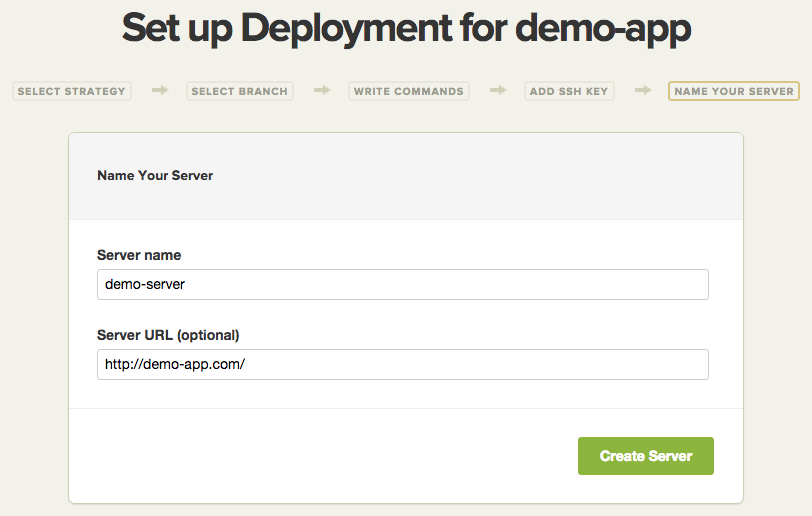 Set up Deployment for demo-app
SELECT STRATEGY SELECT BRANCH WRITE COMMANDS ADD SSH KEY NAME YOUR SERVER
Name Your Server
Server name
demo-server
Server URL (optional)
http://demo-app.com/
Create Server